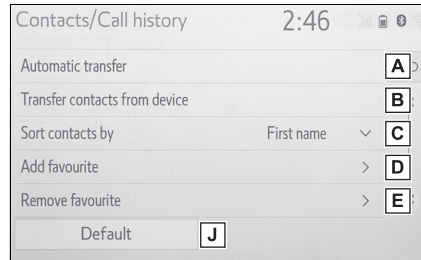 Contacts/Call history 2:46
Automatic transfer A
Transfer contacts from device B
Sort contacts by First name C
Add favourite D
Remove favourite E
Default J